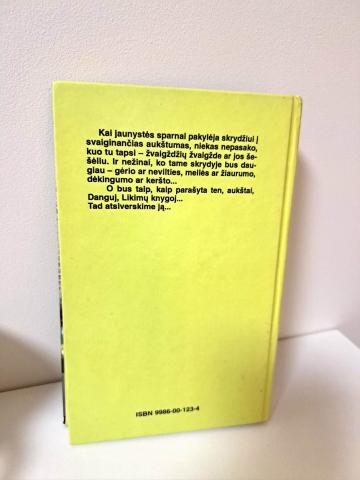 Kai jaunystės sparnai pakylėja skrydžiui į
svaiginančias aukštumas, niekas nepasako,
kuo tu tapsi – žvaigždžių žvaigžde ar jos še-
šėliu. Ir nežinai, ko tame skrydyje bus dau-
giau – gėrio ar nevilties, meilės ar žiaurumo,
dėkingumo ar keršto...
O bus taip, kaip parašyta ten, aukštai,
Danguj, Likimų knygoj...
Tad atsiverskime ją...
ISBN 9986-00-123-4